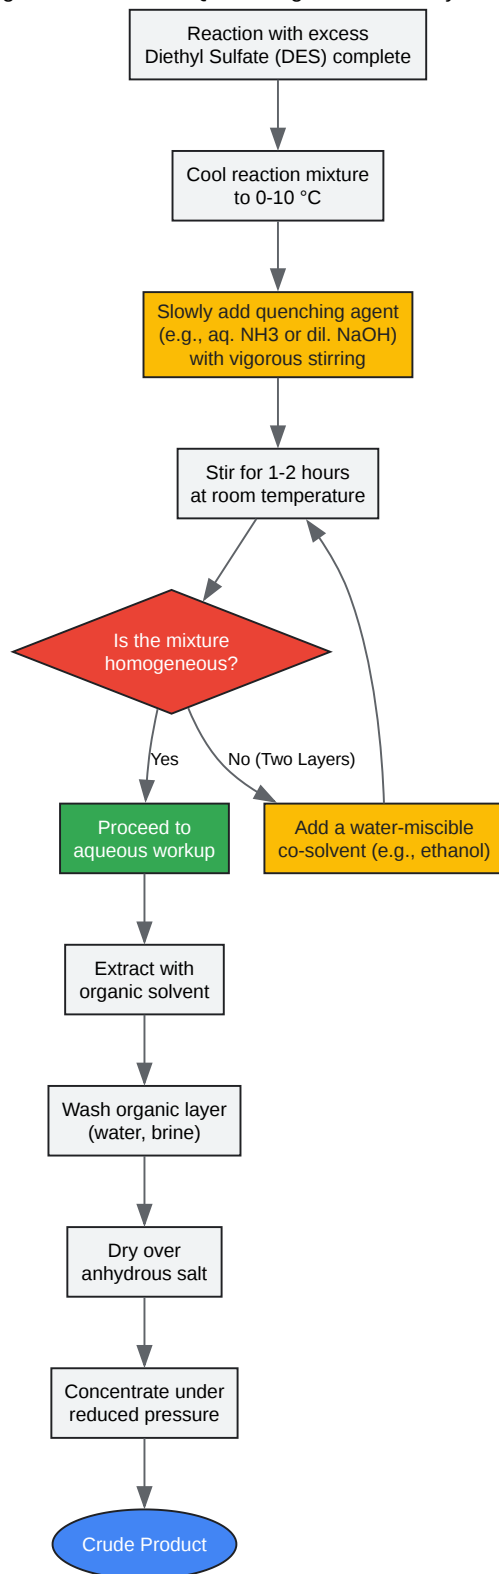 Reaction with excess
Diethyl Sulfate (DES) complete
Cool reaction mixture
to 0-10 °C
Slowly add quenching agent
(e.g., aq. NH3 or dil. NaOH)
with vigorous stirring
Stir for 1-2 hours
at room temperature
Is the mixture
homogeneous?
Yes
No (Two Layers)
Proceed to
aqueous workup
Add a water-miscible
co-solvent (e.g., ethanol)
Extract with
organic solvent
Wash organic layer
(water, brine)
Dry over
anhydrous salt
Concentrate under
reduced pressure
Crude Product